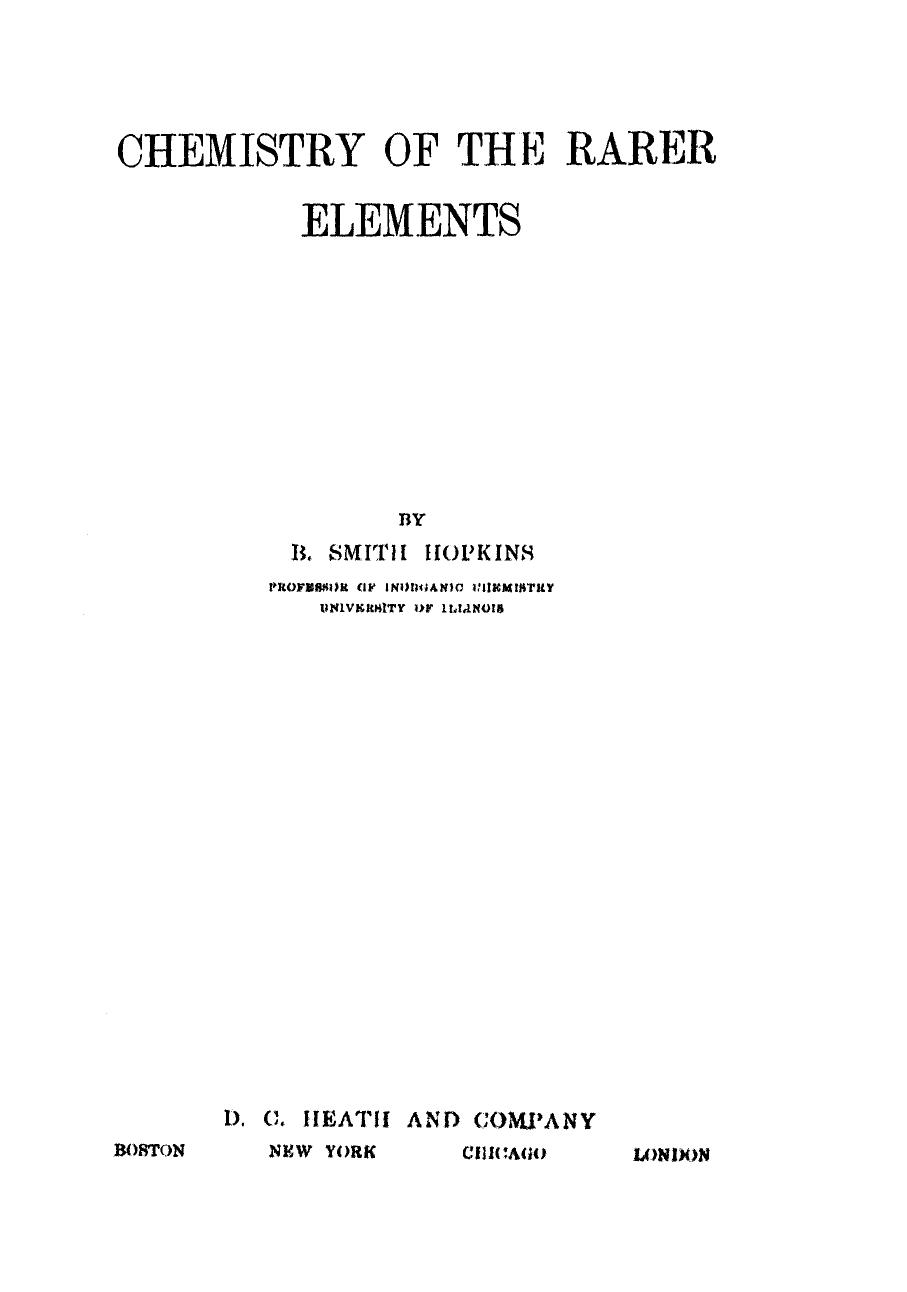 CHEMISTRY OF THE RARER
ELEMENTS
BY
B. SMITH HOPKINS
PROFESSOR OF INORGANIC CHEMISTRY
UNIVERSITY OF ILLINOIS
D. C. HEATH AND COMPANY
BOSTON NEW YORK CHICAGO LONDON